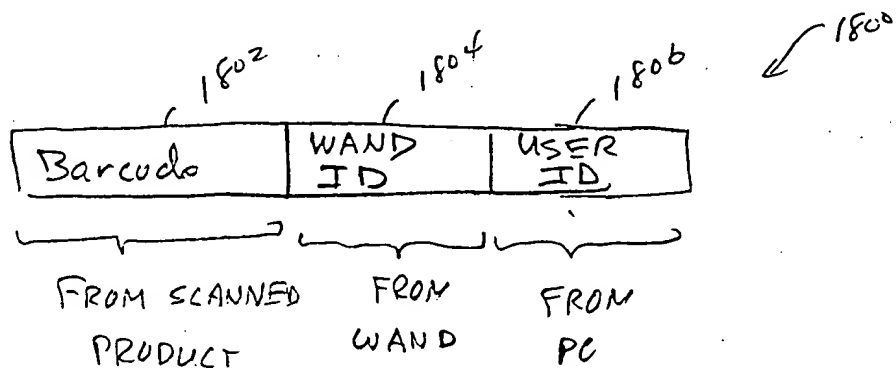 1800
1802 1804 1806
Barcode WAND ID USER ID
FROM SCANNED PRODUCT
FROM WAND
FROM PC